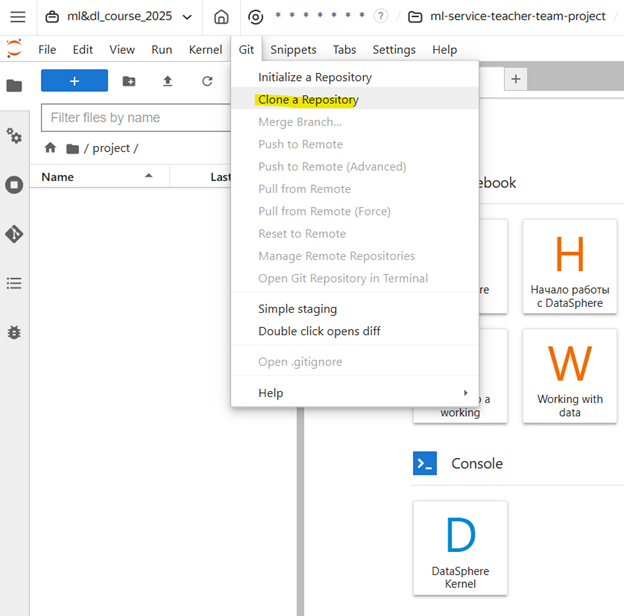 ml&dl_course_2025
* * * * * * *
?
ml-service-teacher-team-project
/
File Edit View Run Kernel Git Snippets Tabs Settings Help
+
Filter files by name
/ project /
Name
Last
Initialize a Repository
Clone a Repository
Merge Branch...
Push to Remote
Push to Remote (Advanced)
Pull from Remote
Pull from Remote (Force)
Reset to Remote
Manage Remote Repositories
Open Git Repository in Terminal
Simple staging
Double click opens diff
Open .gitignore
Help
+
ebook
re
H
Начало работы
с DataSphere
a
working
W
Working with
data
Console
D
DataSphere
Kernel